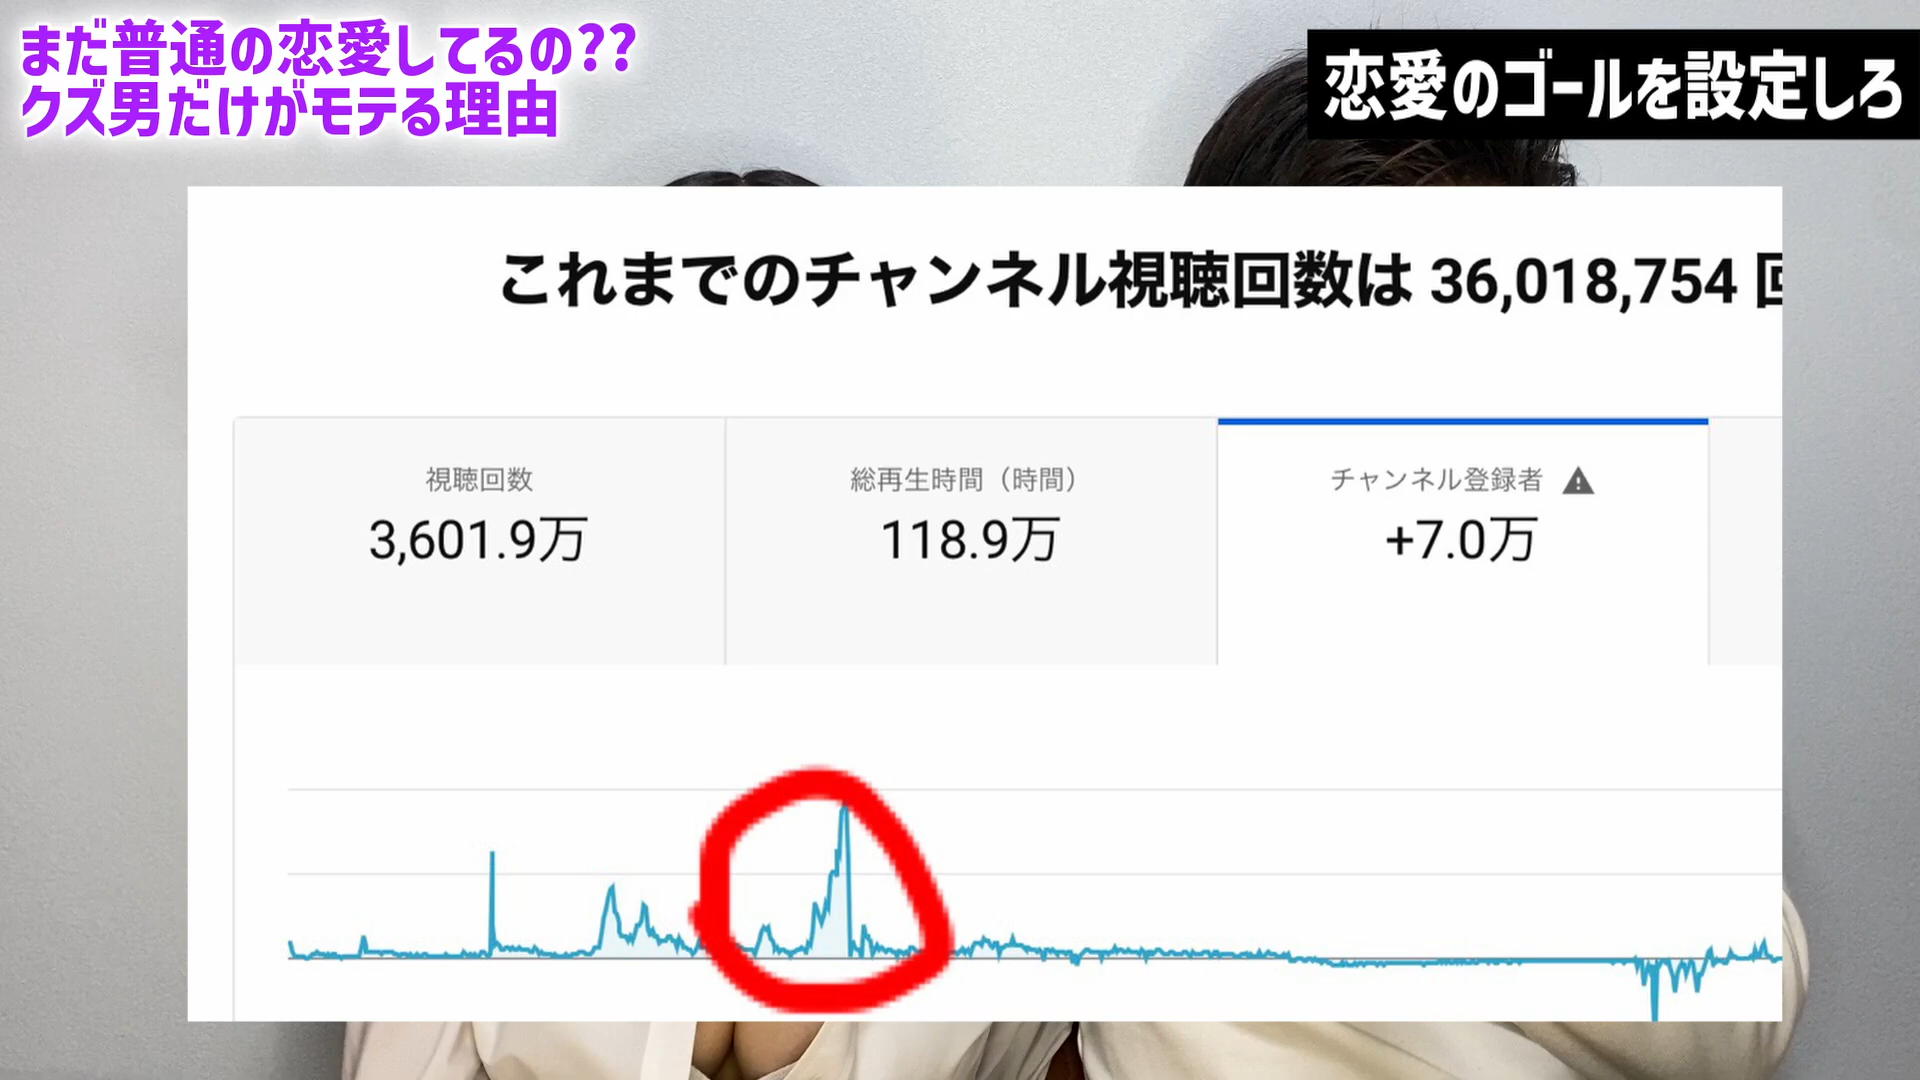 まだ普通の恋愛してるの??
クズ男だけがモテる理由
恋愛のゴールを設定しろ
これまでのチャンネル視聴回数は 36,018,754 回
視聴回数
3,601.9万
総再生時間（時間）
118.9万
チャンネル登録者
+7.0万